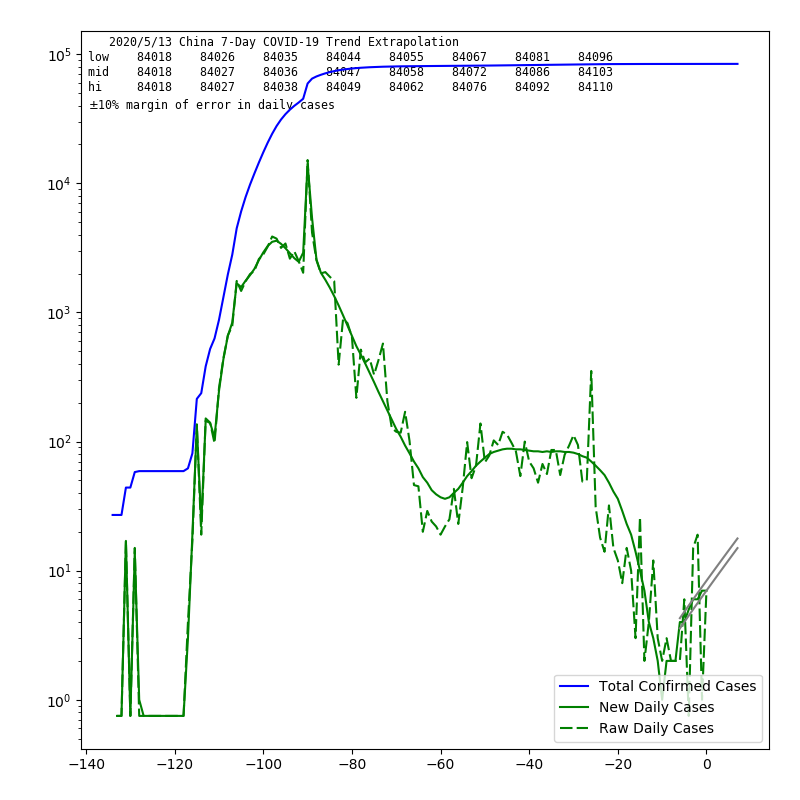 2020/5/13 China 7-Day COVID-19 Trend Extrapolation
low 84018 84026 84035 84044 84055 84067 84081 84096
mid 84018 84027 84036 84047 84058 84072 84086 84103
hi 84018 84027 84038 84049 84062 84076 84092 84110
±10% margin of error in daily cases
10⁵
10⁴
10³
10²
10¹
10⁰
Total Confirmed Cases
New Daily Cases
Raw Daily Cases
−140 −120 −100 −80 −60 −40 −20 0